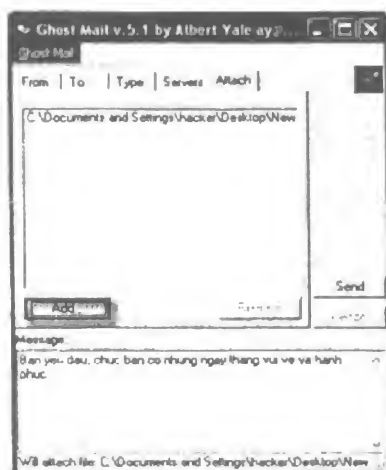 Ghost Mail v.5.1 by Albert Yale ay
Ghost Mail
From To Type Servers Attach
C:\Documents and Settings\hacker\Desktop\New
Send
Add
Message
Ban yeu dau, chuc ban co nhung ngay thang vui ve va hanh
phuc.
Will attach file: C:\Documents and Settings\hacker\Desktop\New